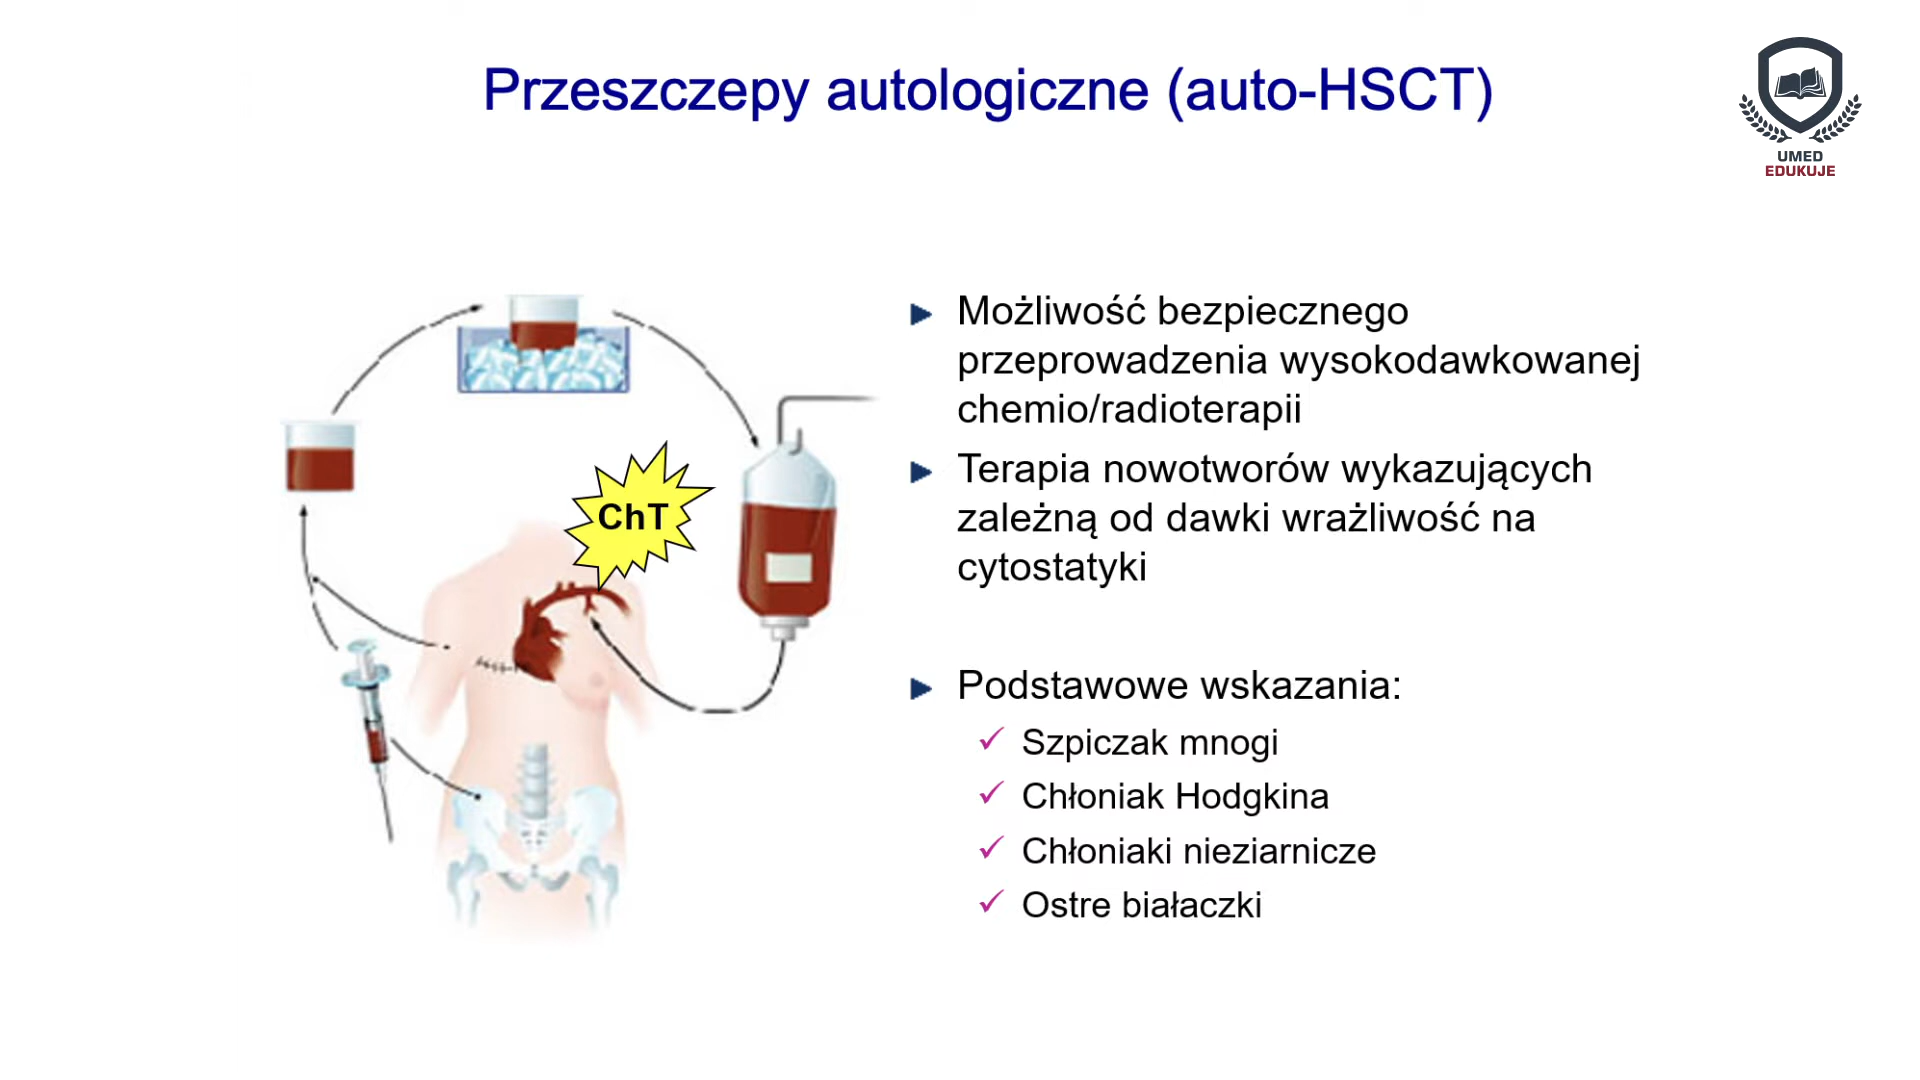 Przeszczepy autologiczne (auto-HSCT)
UMED
EDUKUJE
ChT
Możliwość bezpiecznego
przeprowadzenia wysokodawkowanej
chemio/radioterapii
Terapia nowotworów wykazujących
zależną od dawki wrażliwość na
cytostatyki
Podstawowe wskazania:
Szpiczak mnogi
Chłoniak Hodgkina
Chłoniaki nieziarnicze
Ostre białaczki